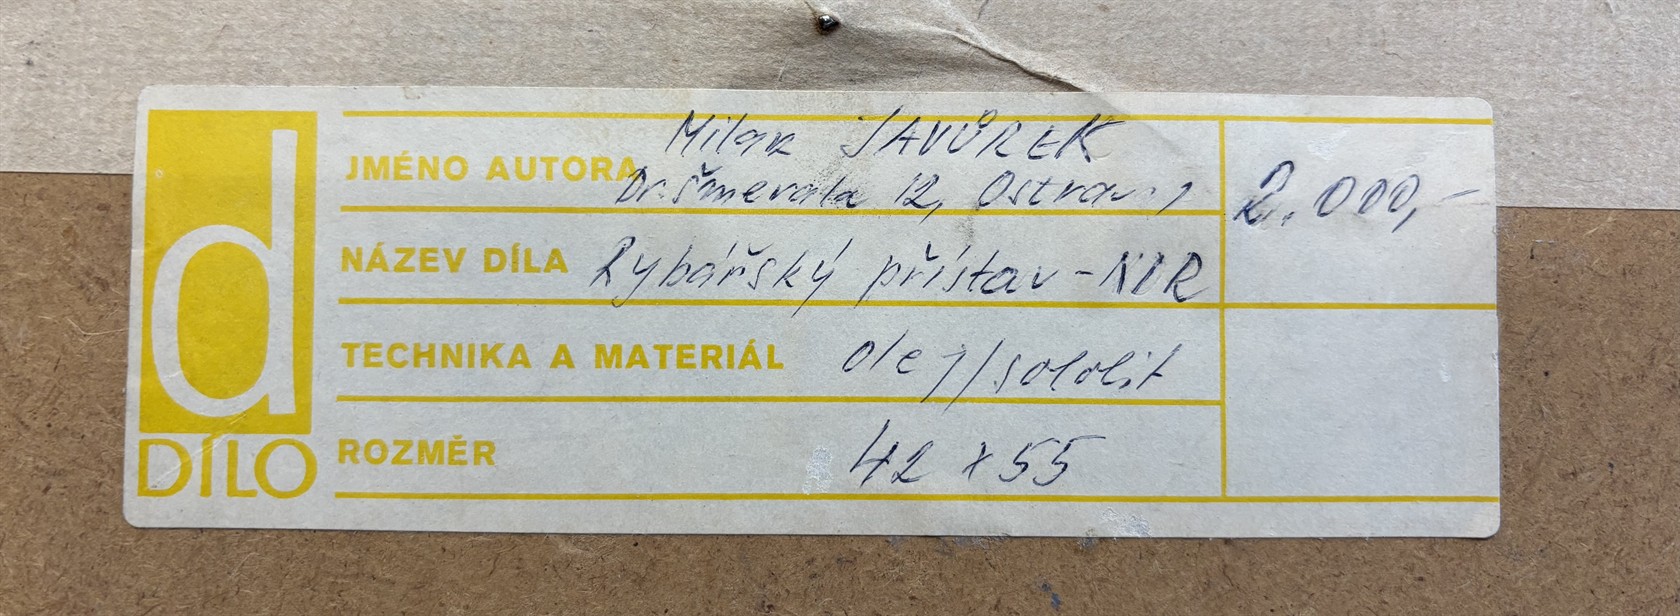 d
DÍLO
JMÉNO AUTORA Milan JAVŮREK
Dr. Šmerala 12, Ostrava 1
2.000,-
NÁZEV DÍLA Rybářský přístav - NDR
TECHNIKA A MATERIÁL olej/sololit
ROZMĚR 42 x 55